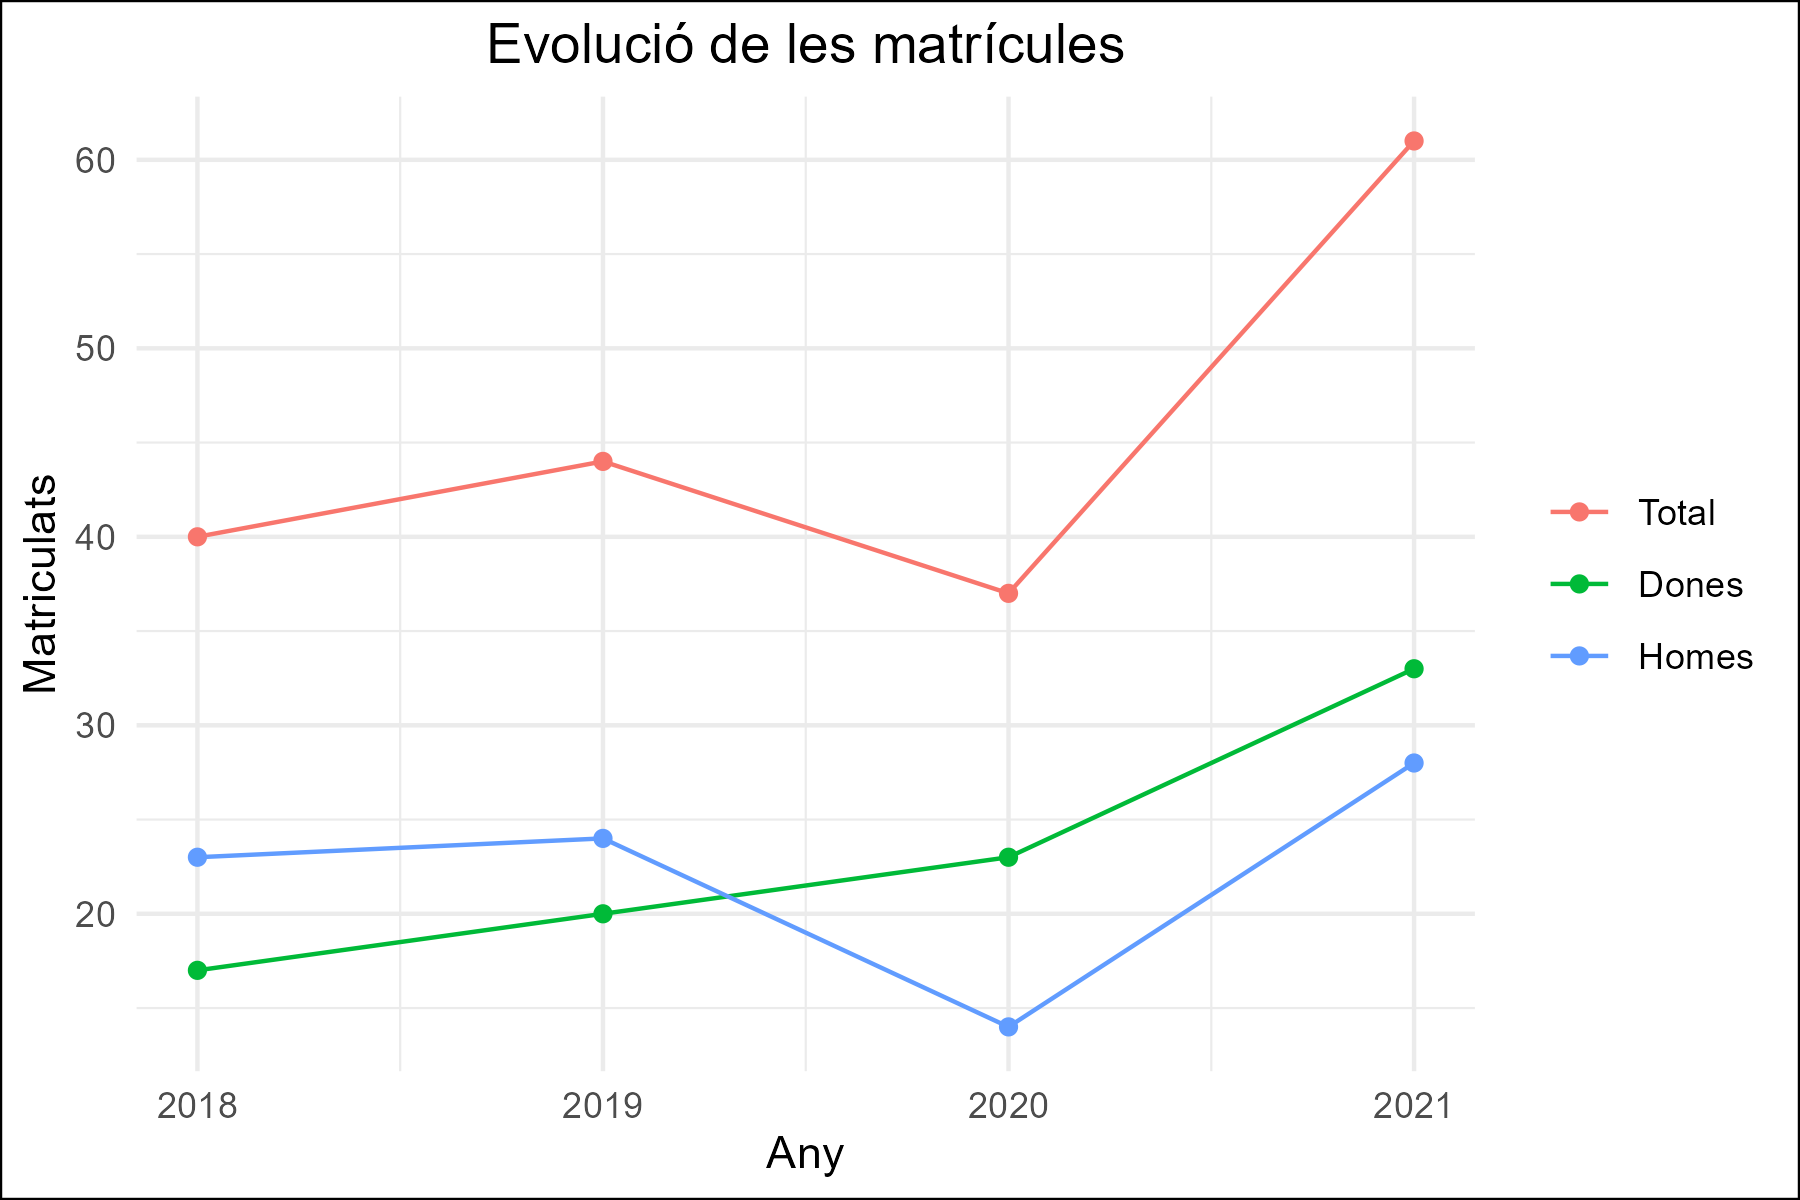 Evolució de les matrícules
60
50
40
30
20
Matriculats
2018 2019 2020 2021
Any
Total
Dones
Homes